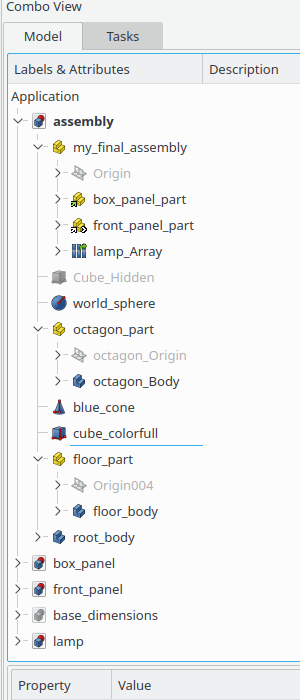 Combo View
Model
Tasks
Labels & Attributes
Description
Application
assembly
my_final_assembly
Origin
box_panel_part
front_panel_part
lamp_Array
Cube_Hidden
world_sphere
octagon_part
octagon_Origin
octagon_Body
blue_cone
cube_colorfull
floor_part
Origin004
floor_body
root_body
box_panel
front_panel
base_dimensions
lamp
Property
Value